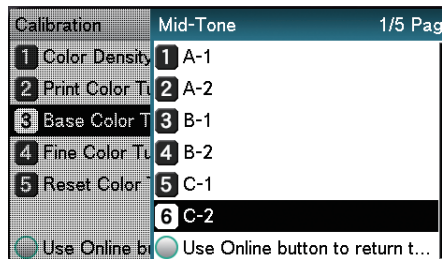 Calibration
1 Color Density
2 Print Color Tu
3 Base Color T
4 Fine Color Tu
5 Reset Color
Use Online bu
Mid-Tone 1/5 Pag
1 A-1
2 A-2
3 B-1
4 B-2
5 C-1
6 C-2
Use Online button to return t...